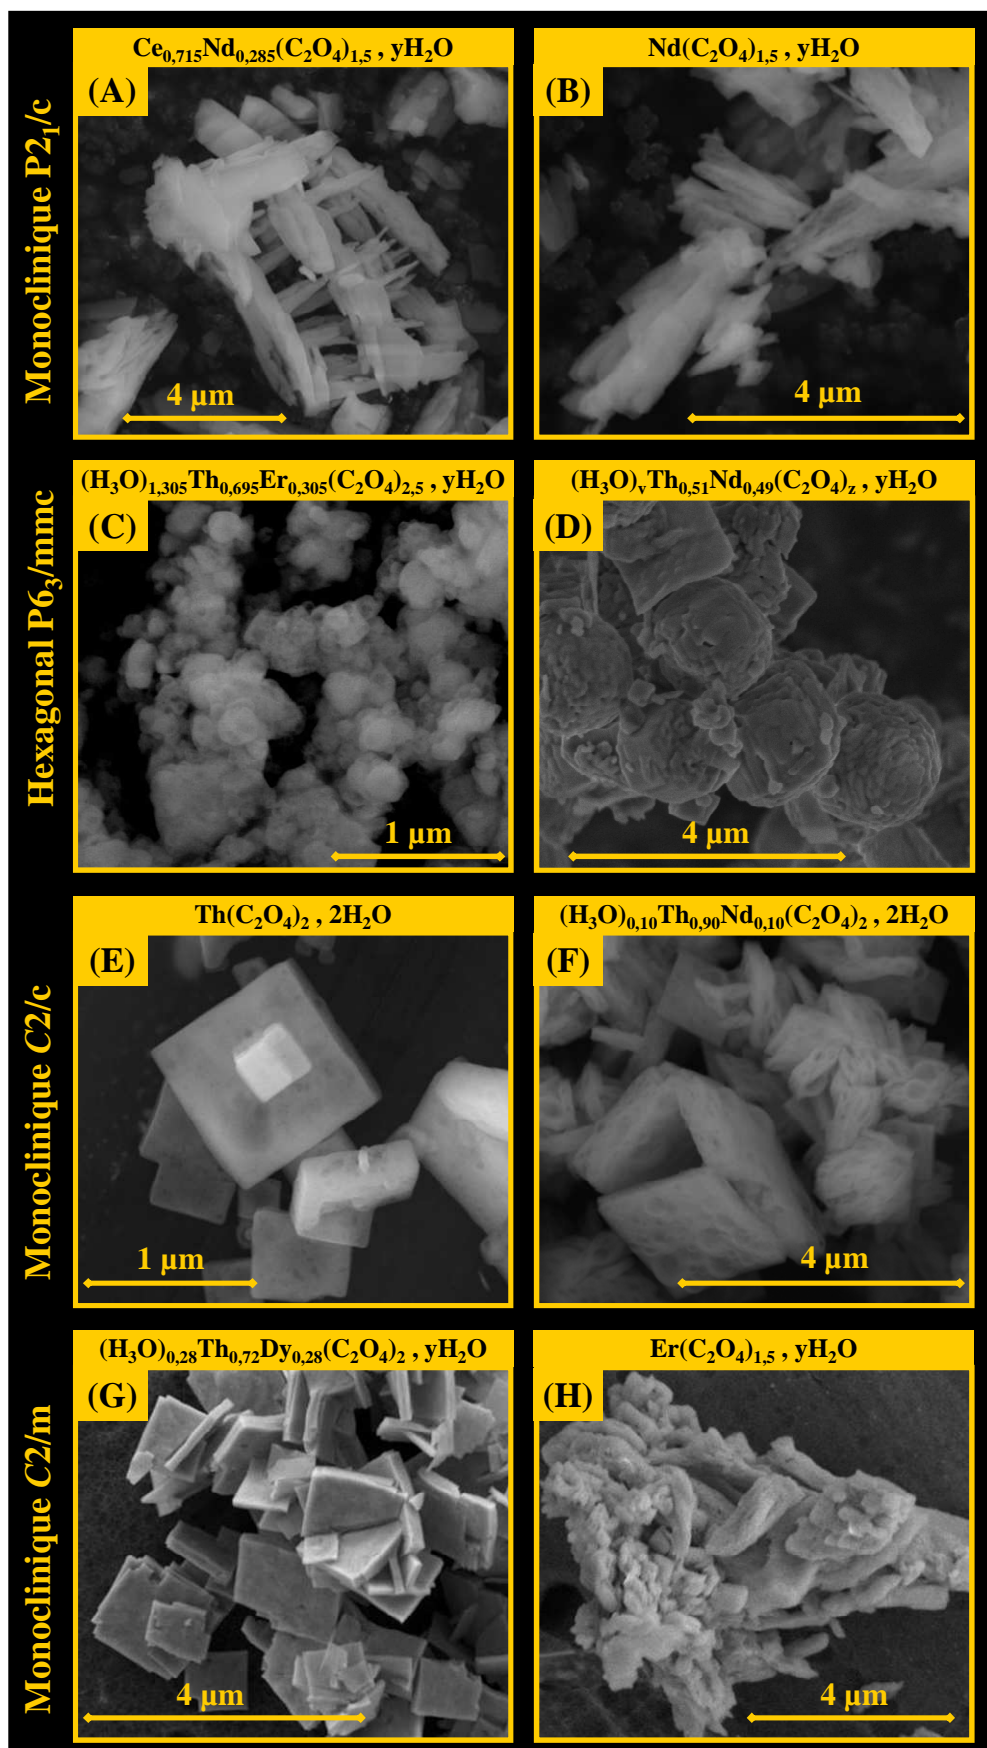 Monoclinique P2₁/c
Ce₀,₇₁₅Nd₀,₂₈₅(C₂O₄)₁,₅ , yH₂O
(A)
4 µm
Nd(C₂O₄)₁,₅ , yH₂O
(B)
4 µm
Hexagonal P6₃/mmc
(H₃O)₁,₃₀₅Th₀,₆₉₅Er₀,₃₀₅(C₂O₄)₂,₅ , yH₂O
(C)
1 µm
(H₃O)ᵥTh₀,₅₁Nd₀,₄₉(C₂O₄)z , yH₂O
(D)
4 µm
Monoclinique C2/c
Th(C₂O₄)₂ , 2H₂O
(E)
1 µm
(H₃O)₀,₁₀Th₀,₉₀Nd₀,₁₀(C₂O₄)₂ , 2H₂O
(F)
4 µm
Monoclinique C2/m
(H₃O)₀,₂₈Th₀,₇₂Dy₀,₂₈(C₂O₄)₂ , yH₂O
(G)
4 µm
Er(C₂O₄)₁,₅ , yH₂O
(H)
4 µm